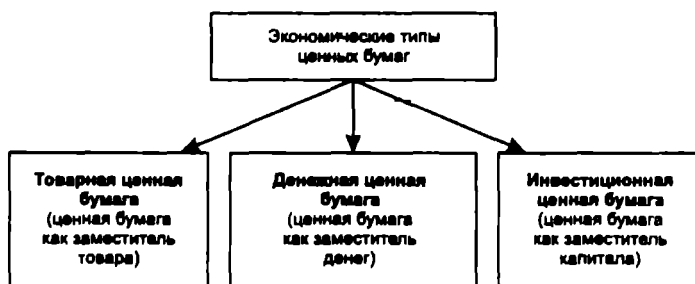 Экономические типы
ценных бумаг
Товарная ценная
бумага
(ценная бумага
как заместитель
товара)
Денежная ценная
бумага
(ценная бумага
как заместитель
денег)
Инвестиционная
ценная бумага
(ценная бумага
как заместитель
капитала)